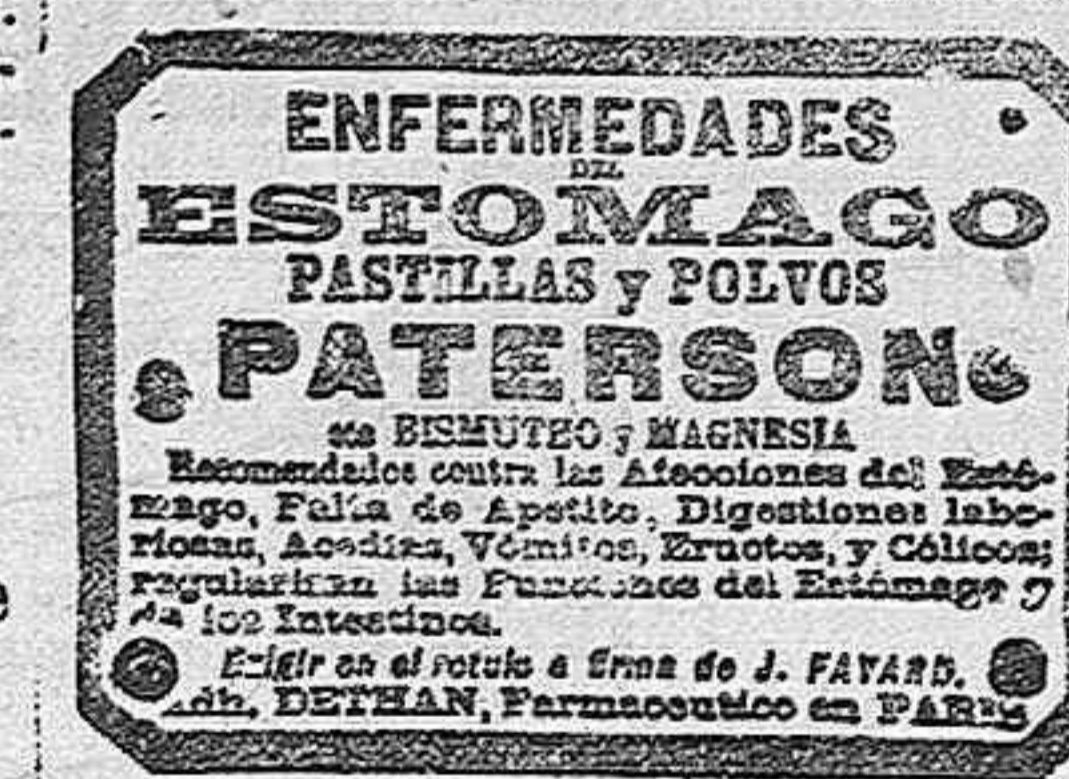 ENFERMEDADES
DEL
ESTOMAGO
PASTILLAS y POLVOS
PATERSON
BISMUTHO y MAGNESIA
Recomendados contra las Afecciones del Estó-
mago, Falta de Apetito, Digestiones labo-
riosas, Acedias, Vómitos, Eructos, y Cólicos;
regularizan las Funciones del Estómago y
de los Intestinos.
Exigir en el rotulo a firma de J. FAYARD.
Adh. DETHAN, Farmaceutico en PARIS